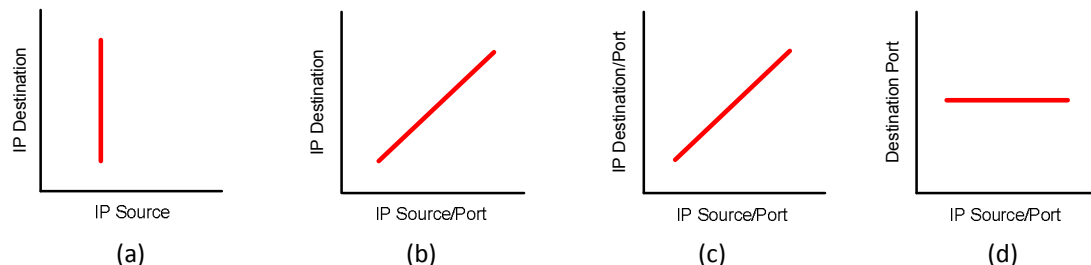 IP Destination
IP Source
(a)
IP Destination
IP Source/Port
(b)
IP Destination/Port
IP Source/Port
(c)
Destination Port
IP Source/Port
(d)